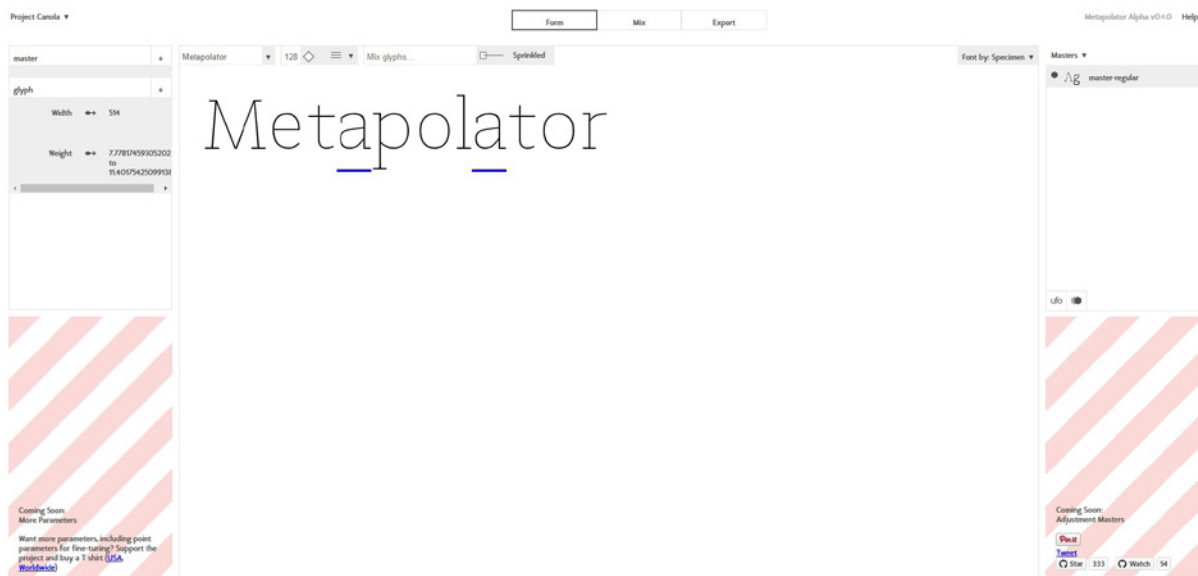 Project Canola ▼
Form
Mix
Export
Metapolator Alpha v0.1.0 Help
master +
glyph +
Width 514
Weight 7.77817459305202
to
11.40175425099138
Metapolator ▼ 128 ▼ Mix glyphs... Sprinkled
Font by: Specimen ▼
Metapolator
Masters ▼
Ag master-regular
ufo
Coming Soon:
More Parameters
Want more parameters, including point
parameters for fine-tuning? Support the
project and buy a T shirt (USA,
Worldwide)
Coming Soon:
Adjustment Masters
Pin it
Tweet
Star 333 Watch 54